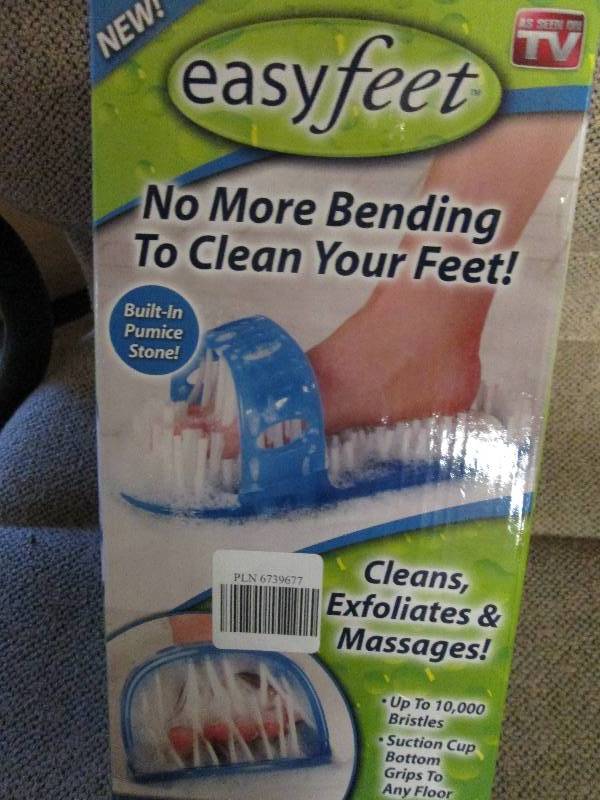 NEW!
AS SEEN ON
TV
easyfeet™
No More Bending
To Clean Your Feet!
Built-In
Pumice
Stone!
PLN 6739677
Cleans,
Exfoliates &
Massages!
• Up To 10,000
Bristles
• Suction Cup
Bottom
Grips To
Any Floor